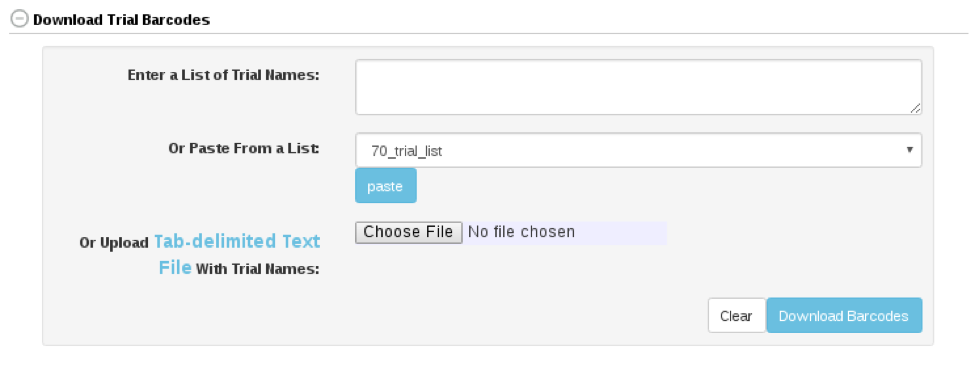 Download Trial Barcodes
Enter a List of Trial Names:
Or Paste From a List:
70_trial_list
paste
Or Upload Tab-delimited Text
File With Trial Names:
Choose File No file chosen
Clear
Download Barcodes